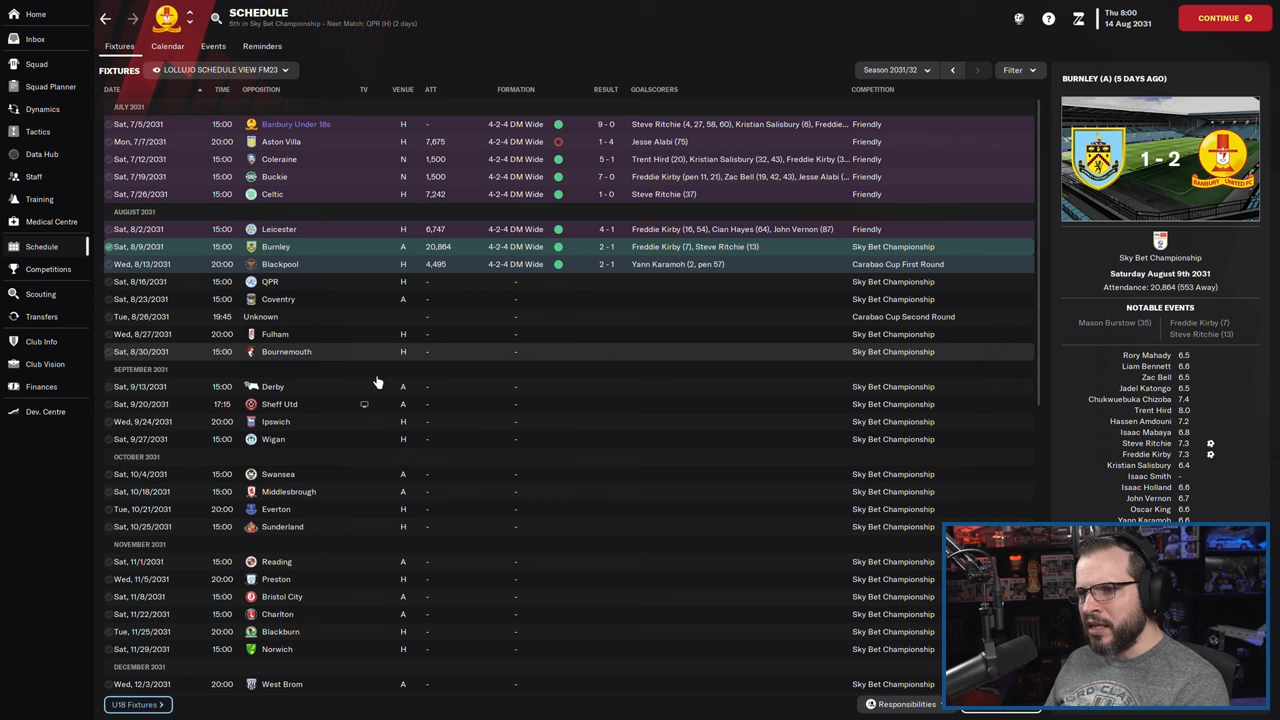 Home
Inbox
Squad
Squad Planner
Dynamics
Tactics
Data Hub
Staff
Training
Medical Centre
Schedule
Competitions
Scouting
Transfers
Club Info
Club Vision
Finances
Dev. Centre
SCHEDULE
6th in Sky Bet Championship - Next Match: QPR (H) (2 days)
Thu 8:00
14 Aug 2031
CONTINUE
Fixtures Calendar Events Reminders
FIXTURES LOLLUJO SCHEDULE VIEW FM23 Season 2031/32 Filter
DATE TIME OPPOSITION TV VENUE ATT FORMATION RESULT GOALSCORERS COMPETITION
JULY 2031
Sat, 7/5/2031 15:00 Banbury Under 18s H - 4-2-4 DM Wide 9 - 0 Steve Ritchie (4, 27, 58, 60), Kristian Salisbury (6), Freddie... Friendly
Mon, 7/7/2031 20:00 Aston Villa H 7,675 4-2-4 DM Wide 1 - 4 Jesse Alabi (75) Friendly
Sat, 7/12/2031 15:00 Coleraine N 1,500 4-2-4 DM Wide 5 - 1 Trent Hird (20), Kristian Salisbury (32, 43), Freddie Kirby (3... Friendly
Sat, 7/19/2031 15:00 Buckie N 1,500 4-2-4 DM Wide 7 - 0 Freddie Kirby (pen 11, 21), Zac Bell (19, 42, 43), Jesse Alabi (... Friendly
Sat, 7/26/2031 15:00 Celtic H 7,242 4-2-4 DM Wide 1 - 0 Steve Ritchie (37) Friendly
AUGUST 2031
Sat, 8/2/2031 15:00 Leicester H 6,747 4-2-4 DM Wide 4 - 1 Freddie Kirby (16, 54), Cian Hayes (64), John Vernon (87) Friendly
Sat, 8/9/2031 15:00 Burnley A 20,864 4-2-4 DM Wide 2 - 1 Freddie Kirby (7), Steve Ritchie (13) Sky Bet Championship
Wed, 8/13/2031 20:00 Blackpool H 4,495 4-2-4 DM Wide 2 - 1 Yann Karamoh (2, pen 57) Carabao Cup First Round
Sat, 8/16/2031 15:00 QPR H - - Sky Bet Championship
Sat, 8/23/2031 15:00 Coventry A - - Sky Bet Championship
Tue, 8/26/2031 19:45 Unknown - - Carabao Cup Second Round
Wed, 8/27/2031 20:00 Fulham H - - Sky Bet Championship
Sat, 8/30/2031 15:00 Bournemouth H - - Sky Bet Championship
SEPTEMBER 2031
Sat, 9/13/2031 15:00 Derby A - - Sky Bet Championship
Sat, 9/20/2031 17:15 Sheff Utd A - - Sky Bet Championship
Wed, 9/24/2031 20:00 Ipswich H - - Sky Bet Championship
Sat, 9/27/2031 15:00 Wigan H - - Sky Bet Championship
OCTOBER 2031
Sat, 10/4/2031 15:00 Swansea A - - Sky Bet Championship
Sat, 10/18/2031 15:00 Middlesbrough A - - Sky Bet Championship
Tue, 10/21/2031 20:00 Everton H - - Sky Bet Championship
Sat, 10/25/2031 15:00 Sunderland H - - Sky Bet Championship
NOVEMBER 2031
Sat, 11/1/2031 15:00 Reading A - - Sky Bet Championship
Wed, 11/5/2031 20:00 Preston H - - Sky Bet Championship
Sat, 11/8/2031 15:00 Bristol City A - - Sky Bet Championship
Sat, 11/22/2031 15:00 Charlton A - - Sky Bet Championship
Tue, 11/25/2031 20:00 Blackburn H - - Sky Bet Championship
Sat, 11/29/2031 15:00 Norwich H - - Sky Bet Championship
DECEMBER 2031
Wed, 12/3/2031 20:00 West Brom A - - Sky Bet Championship
U18 Fixtures Responsibilities
BURNLEY (A) (5 DAYS AGO)
1 - 2
BANBURY UNITED FC
Sky Bet Championship
Saturday August 9th 2031
Attendance: 20,864 (553 Away)
NOTABLE EVENTS
Mason Burstow (35) Freddie Kirby (7)
Steve Ritchie (13)
Rory Mahady 6.5
Liam Bennett 6.6
Zac Bell 6.5
Jadel Katongo 6.5
Chukwuebuka Chizoba 7.4
Trent Hird 8.0
Hassen Amdouni 7.2
Isaac Mabaya 6.8
Steve Ritchie 7.3
Freddie Kirby 7.3
Kristian Salisbury 6.4
Isaac Smith -
Isaac Holland 6.6
John Vernon 6.7
Oscar King 6.6
Yann Karamoh 6.6